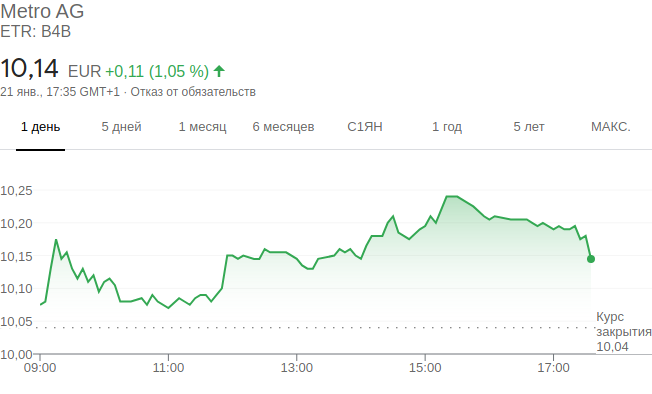 Metro AG
ETR: B4B
10,14 EUR +0,11 (1,05 %)
21 янв., 17:35 GMT+1 · Отказ от обязательств
1 день 5 дней 1 месяц 6 месяцев С1ЯН 1 год 5 лет МАКС.
10,25
10,20
10,15
10,10
10,05
10,00
Курс
закрытия
10,04
09:00 11:00 13:00 15:00 17:00